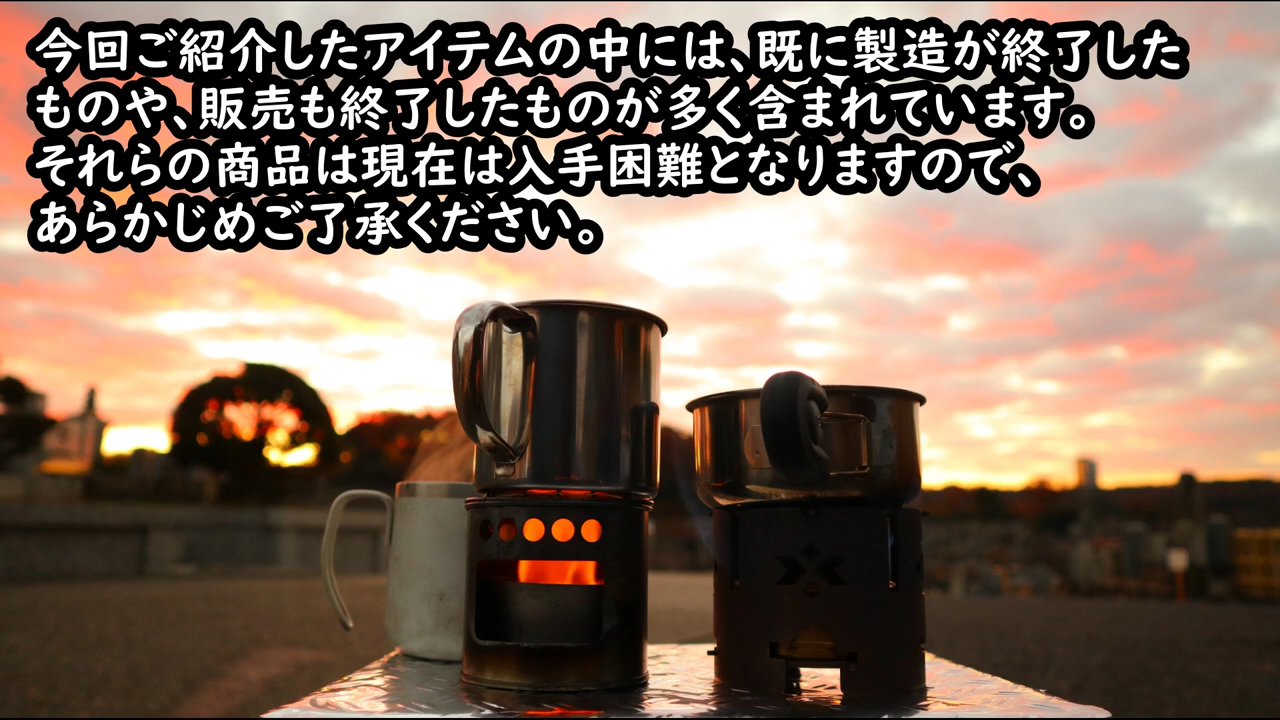 今回ご紹介したアイテムの中には、既に製造が終了した
ものや、販売も終了したものが多く含まれています。
それらの商品は現在は入手困難となりますので、
あらかじめご了承ください。